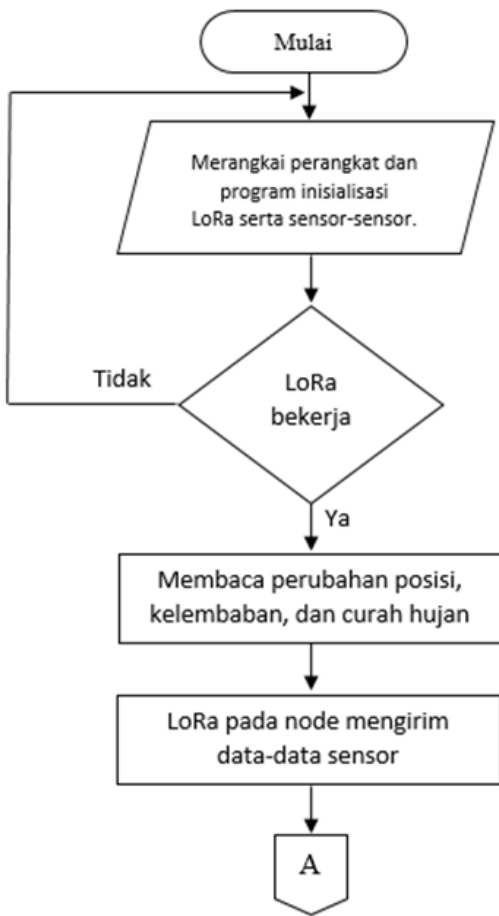 Mulai
Merangkai perangkat dan
program inisialisasi
LoRa serta sensor-sensor.
Tidak
LoRa
bekerja
Ya
Membaca perubahan posisi,
kelembaban, dan curah hujan
LoRa pada node mengirim
data-data sensor
A